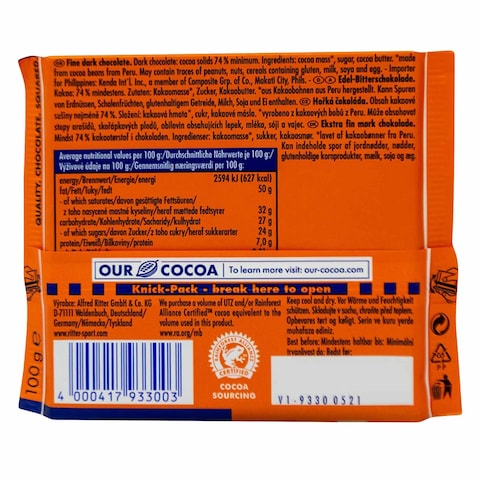 Fine dark chocolate. Dark chocolate: cocoa solids 74 % minimum. Ingredients: cocoa mass*, sugar, cocoa butter, *made
from cocoa beans from Peru. May contain traces of peanuts, nuts, cereals containing gluten, milk, soya and egg. - Importer
for Philippines: Kenda Int´l. Inc., a member of Composite Grp. of Co., Makati City, Phils. - Edel-Bitterschokolade.
Kakao: 74 % mindestens. Zutaten: Kakaomasse*, Zucker, Kakaobutter, *aus Kakaobohnen aus Peru hergestellt. Kann Spuren
von Erdnüssen, Schalenfrüchten, glutenhaltigem Getreide, Milch, Soja und Ei enthalten. - Hořká čokoláda. Obsah kakaové
sušiny nejméně 74 %. Složení: kakaová hmota*, cukr, kakaové máslo, *vyrobeno z kakaových bobů z Peru. Může obsahovat
stopy arašídů, skořápkových plodů, obilovin obsahujících lepek, mléka, sóji a vajec. - Ekstra fin mørk chokolade.
Mindst 74 % kakaotørstof i chokoladen. Ingredienser: kakaomasse*, sukker, kakaosmør, *lavet af kakaobønner fra Peru.
Kan indeholde spor af jordnødder, nødder,
glutenholdige kornprodukter, mælk, soja og æg.
Average nutritional values per 100 g:/Durchschnittliche Nährwerte je 100 g:/
Výživové údaje na 100 g:/Gennemsnitlig næringsværdi per 100 g:
energy/Brennwert/Energie/energi 2594 kJ (627 kcal)
fat/Fett/Tuky/fedt 50 g
- of which saturates/davon gesättigte Fettsäuren/
z toho nasycené mastné kyseliny/heraf mættede fedtsyrer 32 g
carbohydrate/Kohlenhydrate/Sacharidy/kulhydrat 27 g
- of which sugars/davon Zucker/z toho cukry/heraf sukkerarter 24 g
protein/Eiweiß/Bílkoviny/protein 7,0 g
QUALITY, CHOCOLATE, SQUARED.
OUR COCOA To learn more visit: our-cocoa.com
Knick-Pack - break here to open
Výrobce: Alfred Ritter GmbH & Co. KG
D-71111 Waldenbuch, Deutschland/
Germany/Německo/Tyskland
www.ritter-sport.com
We purchase a volume of UTZ and/or Rainforest
Alliance Certified™ cocoa equivalent to the
volume used in this product.
www.ra.org/mb
Keep cool and dry. Vor Wärme und Feuchtigkeit
schützen. Skladujte v suchu, chraňte před teplem.
Opbevares tørt og køligt. Serin ve kuru yerde
muhafaza ediniz.
Best before: Mindestens haltbar bis: Minimální
trvanlivost do: Bedst før:
100 g e
4 000417 933003
RAINFOREST ALLIANCE
CERTIFIED
COCOA
SOURCING
V1-9330 0521
PP